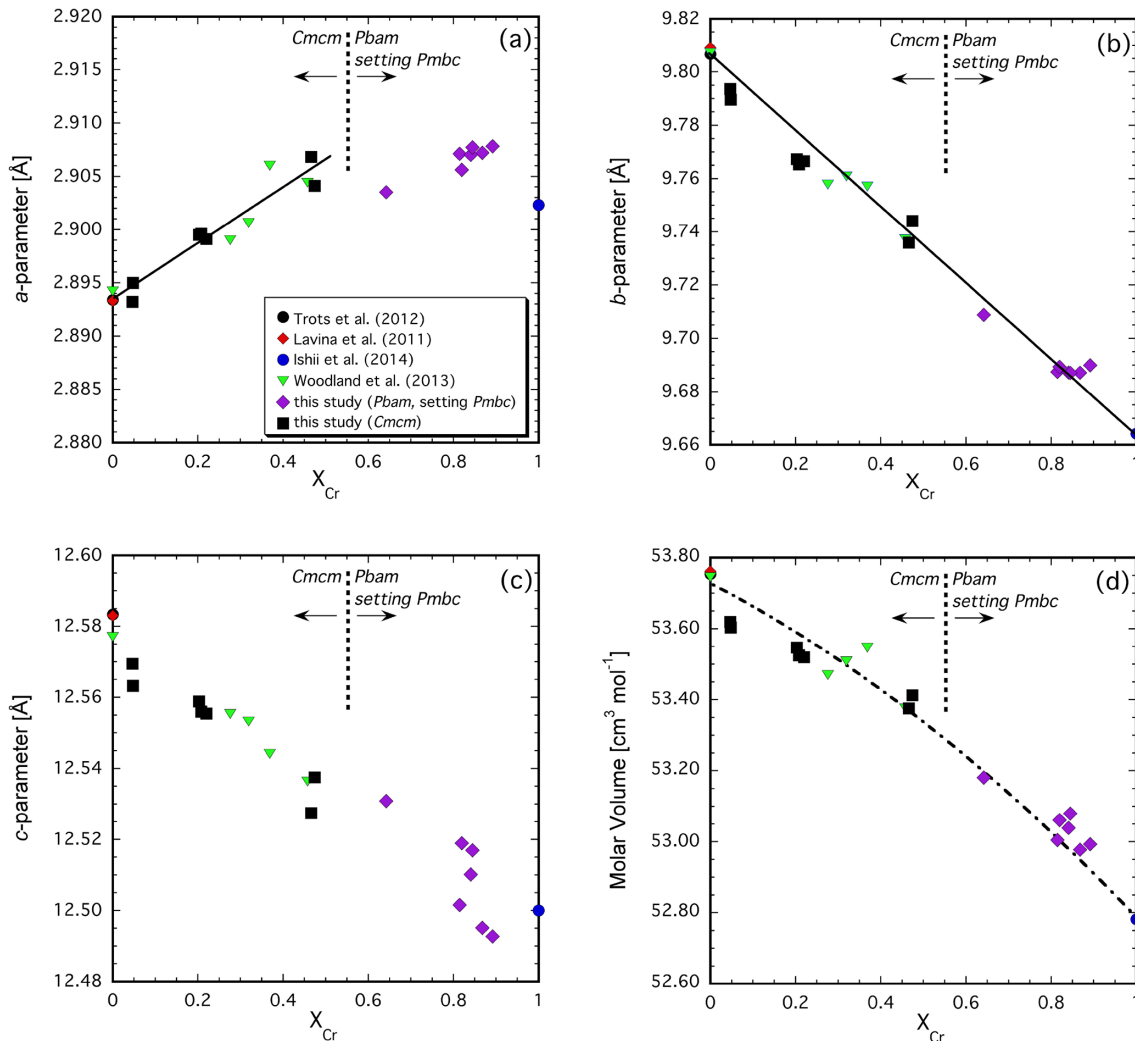 (a)
Cmcm Pbam
setting Pmbc
2.920
2.915
2.910
2.905
2.900
2.895
2.890
2.885
2.880
a-parameter [Å]
Trots et al. (2012)
Lavina et al. (2011)
Ishii et al. (2014)
Woodland et al. (2013)
this study (Pbam, setting Pmbc)
this study (Cmcm)
0 0.2 0.4 0.6 0.8 1
XCr
(b)
Cmcm Pbam
setting Pmbc
9.82
9.80
9.78
9.76
9.74
9.72
9.70
9.68
9.66
b-parameter [Å]
0 0.2 0.4 0.6 0.8 1
XCr
(c)
Cmcm Pbam
setting Pmbc
12.60
12.58
12.56
12.54
12.52
12.50
12.48
c-parameter [Å]
0 0.2 0.4 0.6 0.8 1
XCr
(d)
Cmcm Pbam
setting Pmbc
53.80
53.60
53.40
53.20
53.00
52.80
52.60
Molar Volume [cm³ mol⁻¹]
0 0.2 0.4 0.6 0.8 1
XCr